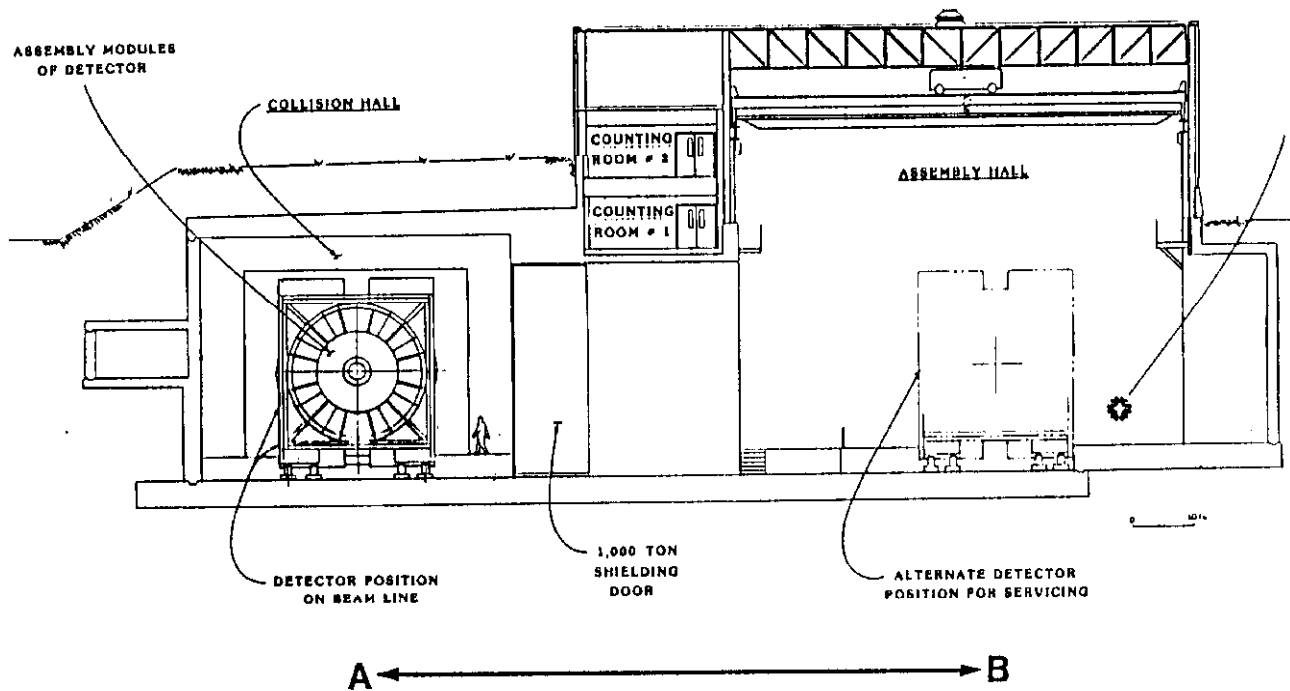 ASSEMBLY MODULES
OF DETECTOR
COLLISION HALL
COUNTING
ROOM # 2
COUNTING
ROOM # 1
ASSEMBLY HALL
DETECTOR POSITION
ON BEAM LINE
1,000 TON
SHIELDING
DOOR
ALTERNATE DETECTOR
POSITION FOR SERVICING
0
A
B